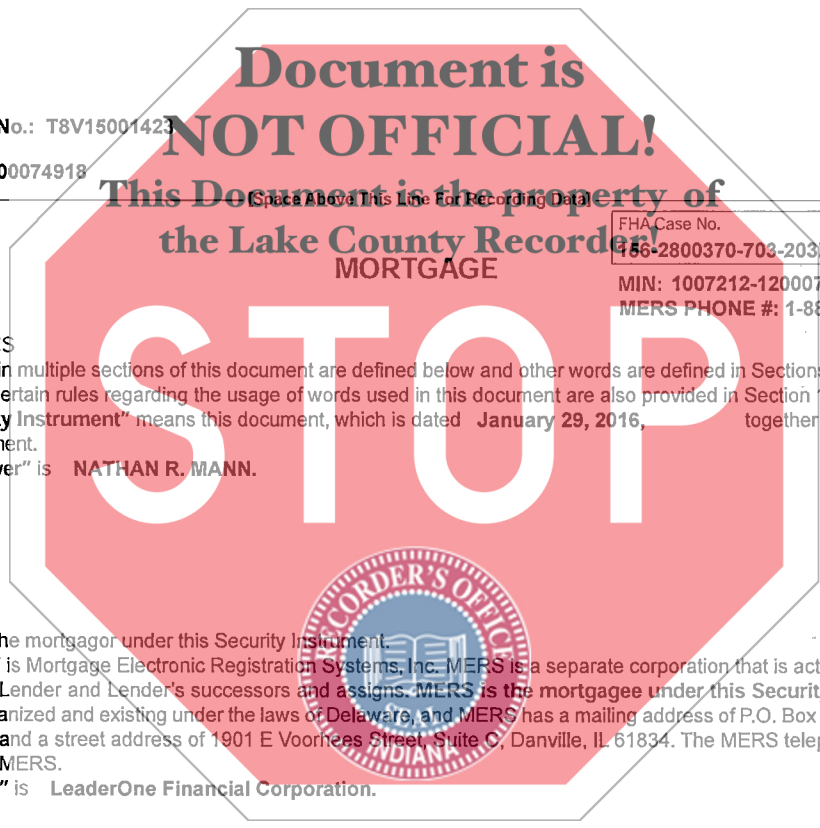 Document is
No.: T8V15001423
NOT OFFICIAL!
00074918
This Document is the property of
[Space Above This Line For Recording Data]
the Lake County Recorder!
FHA Case No.
156-2800370-703-203
MORTGAGE
MIN: 1007212-120007
MERS PHONE #: 1-88
STOP
S
in multiple sections of this document are defined below and other words are defined in Sections
ertain rules regarding the usage of words used in this document are also provided in Section
y Instrument” means this document, which is dated January 29, 2016, together
ment.
er” is NATHAN R. MANN.
RECORDER'S OFFICE
SEAL
INDIANA
he mortgagor under this Security Instrument.
is Mortgage Electronic Registration Systems, Inc. MERS is a separate corporation that is act
Lender and Lender's successors and assigns. MERS is the mortgagee under this Securit
anized and existing under the laws of Delaware, and MERS has a mailing address of P.O. Box
and a street address of 1901 E Voorhees Street, Suite C, Danville, IL 61834. The MERS telep
MERS.
” is LeaderOne Financial Corporation.